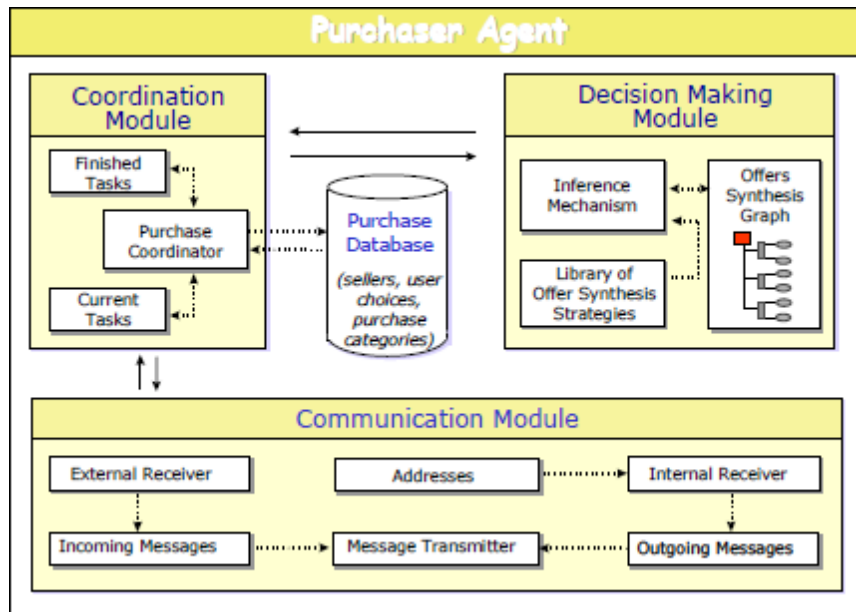 Purchaser Agent
Coordination
Module
Finished
Tasks
Purchase
Coordinator
Current
Tasks
Purchase
Database
(sellers, user
choices,
purchase
categories)
Decision Making
Module
Inference
Mechanism
Library of
Offer Synthesis
Strategies
Offers
Synthesis
Graph
Communication Module
External Receiver
Addresses
Internal Receiver
Incoming Messages
Message Transmitter
Outgoing Messages